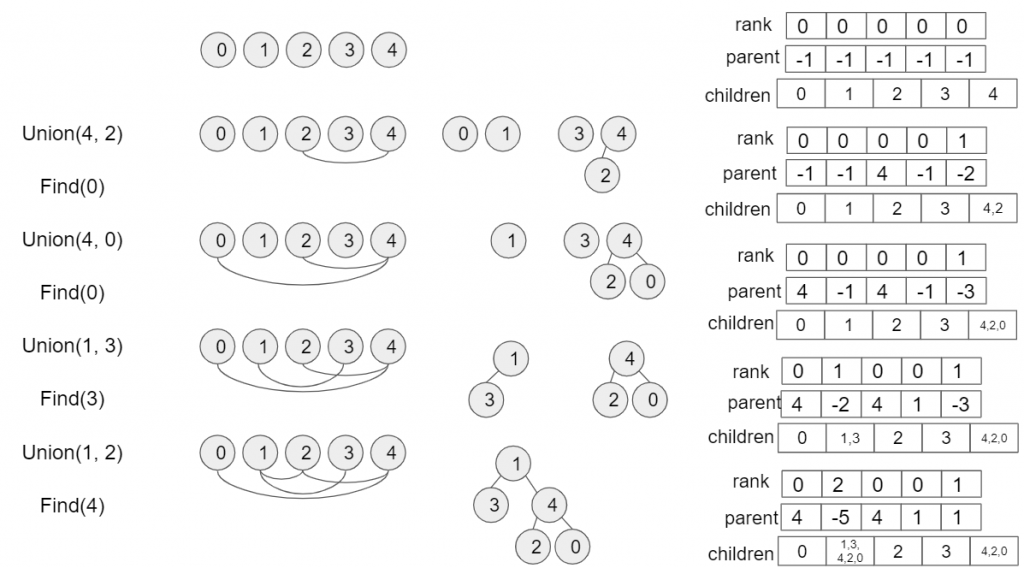 rank 0 0 0 0 0
0 1 2 3 4
parent -1 -1 -1 -1 -1
children 0 1 2 3 4
Union(4, 2)
0 1 2 3 4
0 1
3 4
2
rank 0 0 0 0 1
parent -1 -1 4 -1 -2
Find(0)
children 0 1 2 3 4,2
Union(4, 0)
0 1 2 3 4
1
3 4
2 0
rank 0 0 0 0 1
parent 4 -1 4 -1 -3
Find(0)
children 0 1 2 3 4,2,0
Union(1, 3)
0 1 2 3 4
1
4
3
2 0
rank 0 1 0 0 1
parent 4 -2 4 1 -3
Find(3)
children 0 1,3 2 3 4,2,0
Union(1, 2)
0 1 2 3 4
1
3 4
2 0
rank 0 2 0 0 1
parent 4 -5 4 1 1
Find(4)
children 0 1,3, 2 3 4,2,0
4,2,0